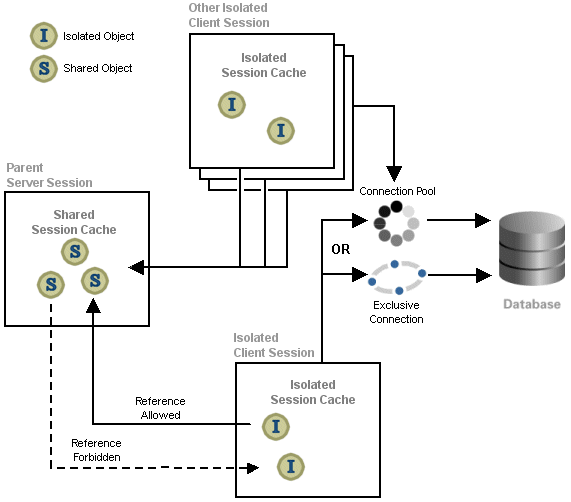 Other Isolated
Client Session
I Isolated Object
S Shared Object
Isolated
Session Cache
I
I
Parent
Server Session
Shared
Session Cache
S
S
S
Connection Pool
OR
Exclusive
Connection
Database
Isolated
Client Session
Isolated
Session Cache
I
I
Reference
Allowed
Reference
Forbidden